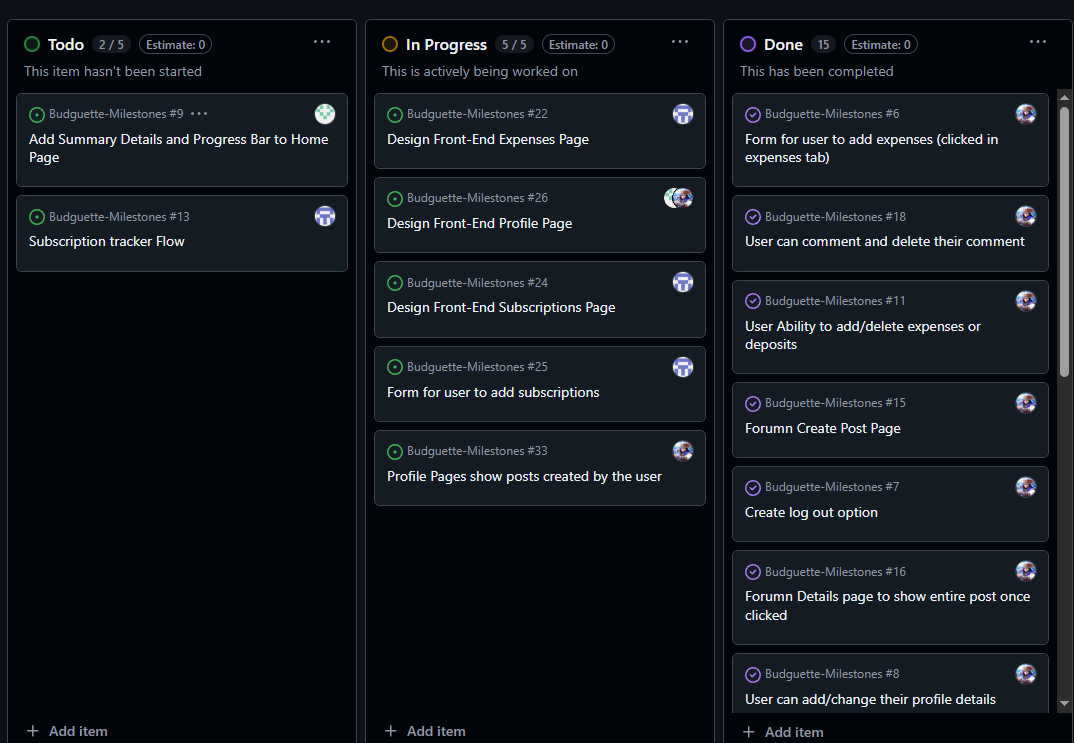 Todo 2 / 5 Estimate: 0
This item hasn't been started
Budguette-Milestones #9
Add Summary Details and Progress Bar to Home
Page
Budguette-Milestones #13
Subscription tracker Flow
+ Add item
In Progress 5 / 5 Estimate: 0
This is actively being worked on
Budguette-Milestones #22
Design Front-End Expenses Page
Budguette-Milestones #26
Design Front-End Profile Page
Budguette-Milestones #24
Design Front-End Subscriptions Page
Budguette-Milestones #25
Form for user to add subscriptions
Budguette-Milestones #33
Profile Pages show posts created by the user
+ Add item
Done 15 Estimate: 0
This has been completed
Budguette-Milestones #6
Form for user to add expenses (clicked in
expenses tab)
Budguette-Milestones #18
User can comment and delete their comment
Budguette-Milestones #11
User Ability to add/delete expenses or
deposits
Budguette-Milestones #15
Forumn Create Post Page
Budguette-Milestones #7
Create log out option
Budguette-Milestones #16
Forumn Details page to show entire post once
clicked
Budguette-Milestones #8
User can add/change their profile details
+ Add item